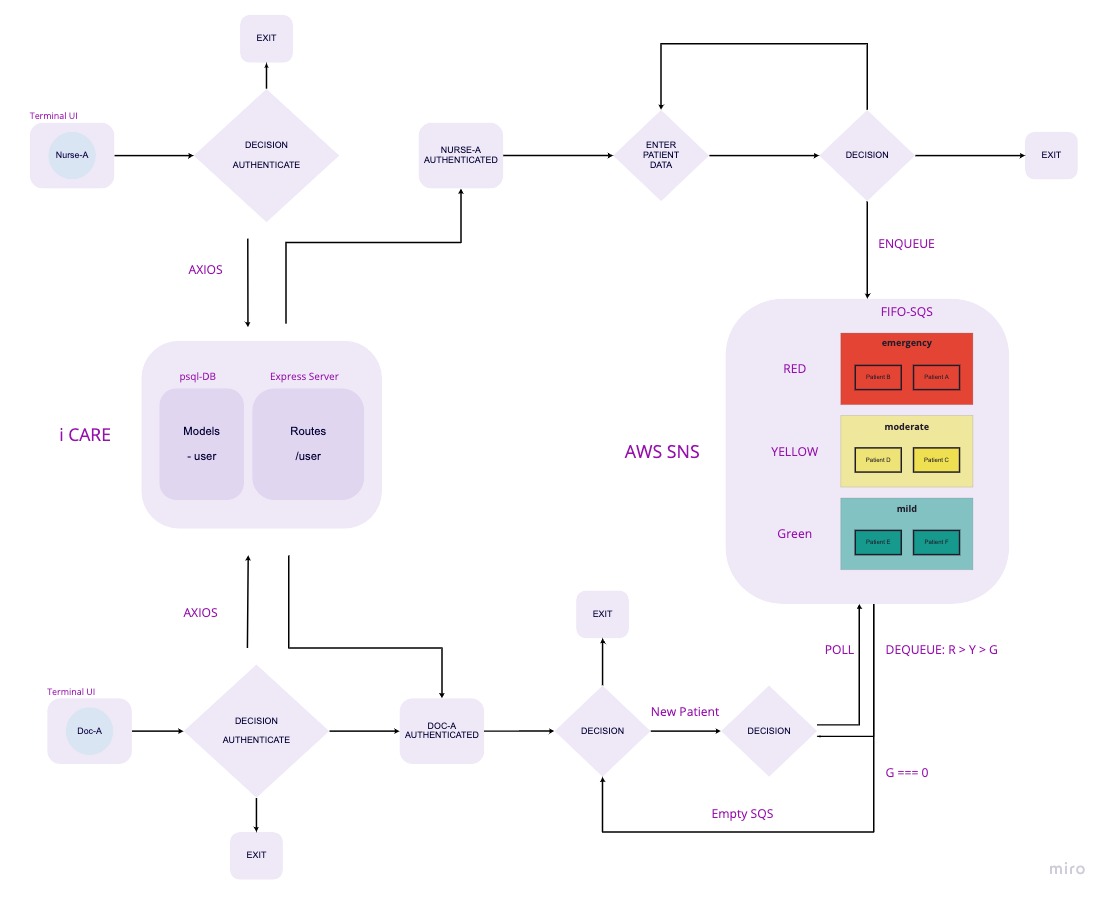 EXIT
Terminal UI
Nurse-A
DECISION
AUTHENTICATE
NURSE-A
AUTHENTICATED
ENTER
PATIENT
DATA
DECISION
EXIT
AXIOS
ENQUEUE
i CARE
psql-DB
Models
- user
Express Server
Routes
/user
AWS SNS
FIFO-SQS
RED
emergency
Patient B
Patient A
YELLOW
moderate
Patient D
Patient C
Green
mild
Patient E
Patient F
AXIOS
EXIT
POLL
DEQUEUE: R > Y > G
Terminal UI
Doc-A
DECISION
AUTHENTICATE
DOC-A
AUTHENTICATED
DECISION
New Patient
DECISION
G === 0
Empty SQS
EXIT
miro